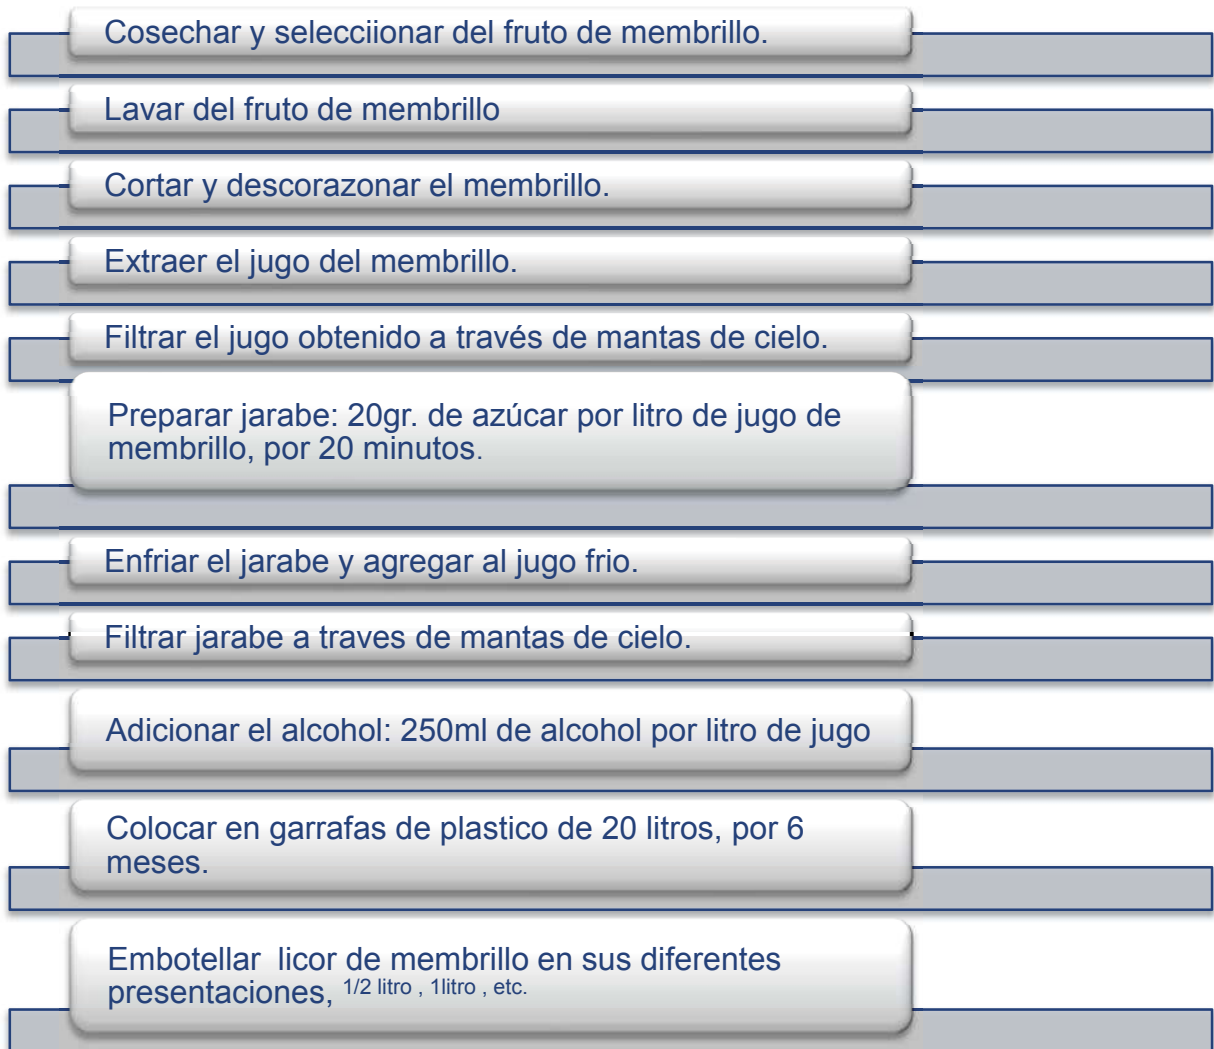 Cosechar y selecciionar del fruto de membrillo.
Lavar del fruto de membrillo
Cortar y descorazonar el membrillo.
Extraer el jugo del membrillo.
Filtrar el jugo obtenido a través de mantas de cielo.
Preparar jarabe: 20gr. de azúcar por litro de jugo de
membrillo, por 20 minutos.
Enfriar el jarabe y agregar al jugo frio.
Filtrar jarabe a traves de mantas de cielo.
Adicionar el alcohol: 250ml de alcohol por litro de jugo
Colocar en garrafas de plastico de 20 litros, por 6
meses.
Embotellar licor de membrillo en sus diferentes
presentaciones, 1/2 litro , 1litro , etc.